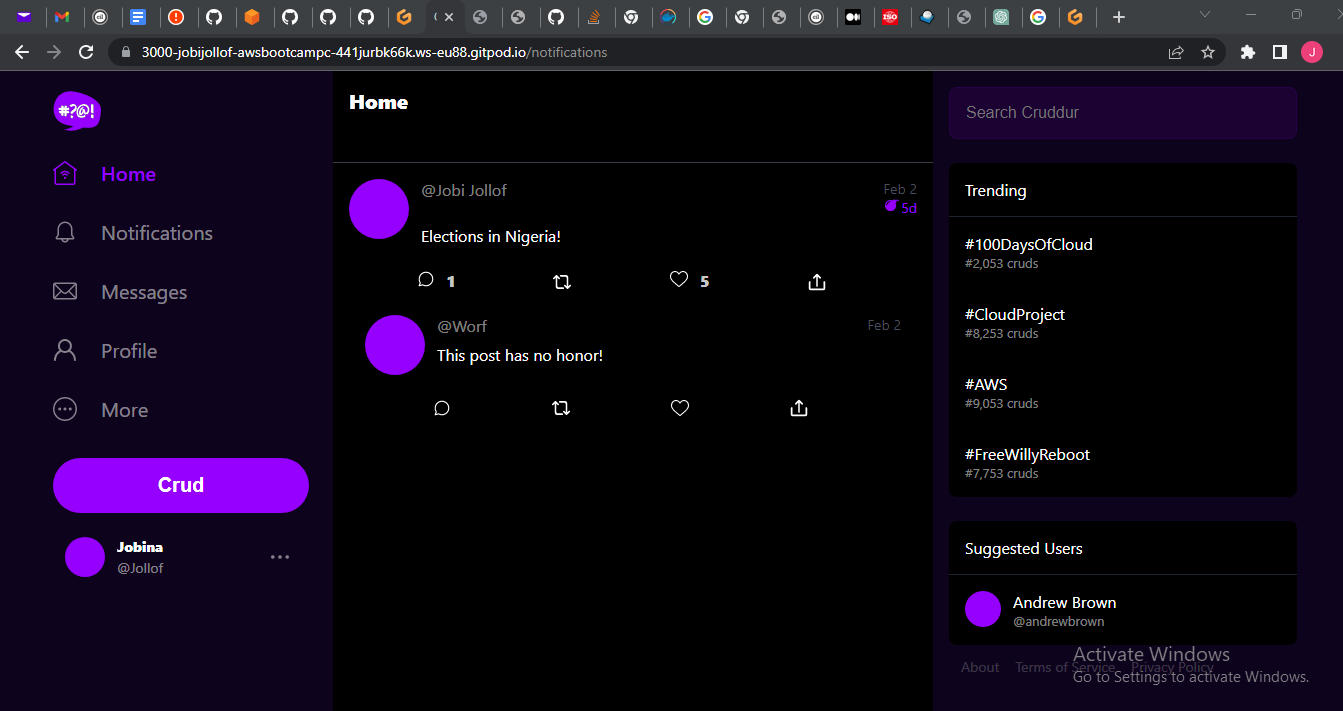 3000-jobijollof-awsbootcampc-441jurbk66k.ws-eu88.gitpod.io/notifications
J
#?@!
Home
Notifications
Messages
Profile
More
Crud
Jobina
@Jollof
Home
@Jobi Jollof
Feb 2
5d
Elections in Nigeria!
1
5
@Worf
Feb 2
This post has no honor!
Search Cruddur
Trending
#100DaysOfCloud
#2,053 cruds
#CloudProject
#8,253 cruds
#AWS
#9,053 cruds
#FreeWillyReboot
#7,753 cruds
Suggested Users
Andrew Brown
@andrewbrown
About Terms of Service Privacy Policy
Activate Windows
Go to Settings to activate Windows.